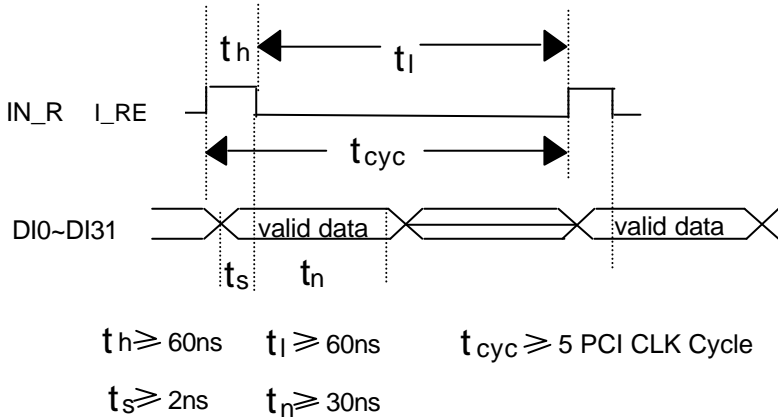 th tl
IN_R I_RE
tcyc
DI0~DI31 valid data valid data
ts tn
th≥ 60ns tl≥ 60ns tcyc ≥ 5 PCI CLK Cycle
ts≥ 2ns tn≥ 30ns